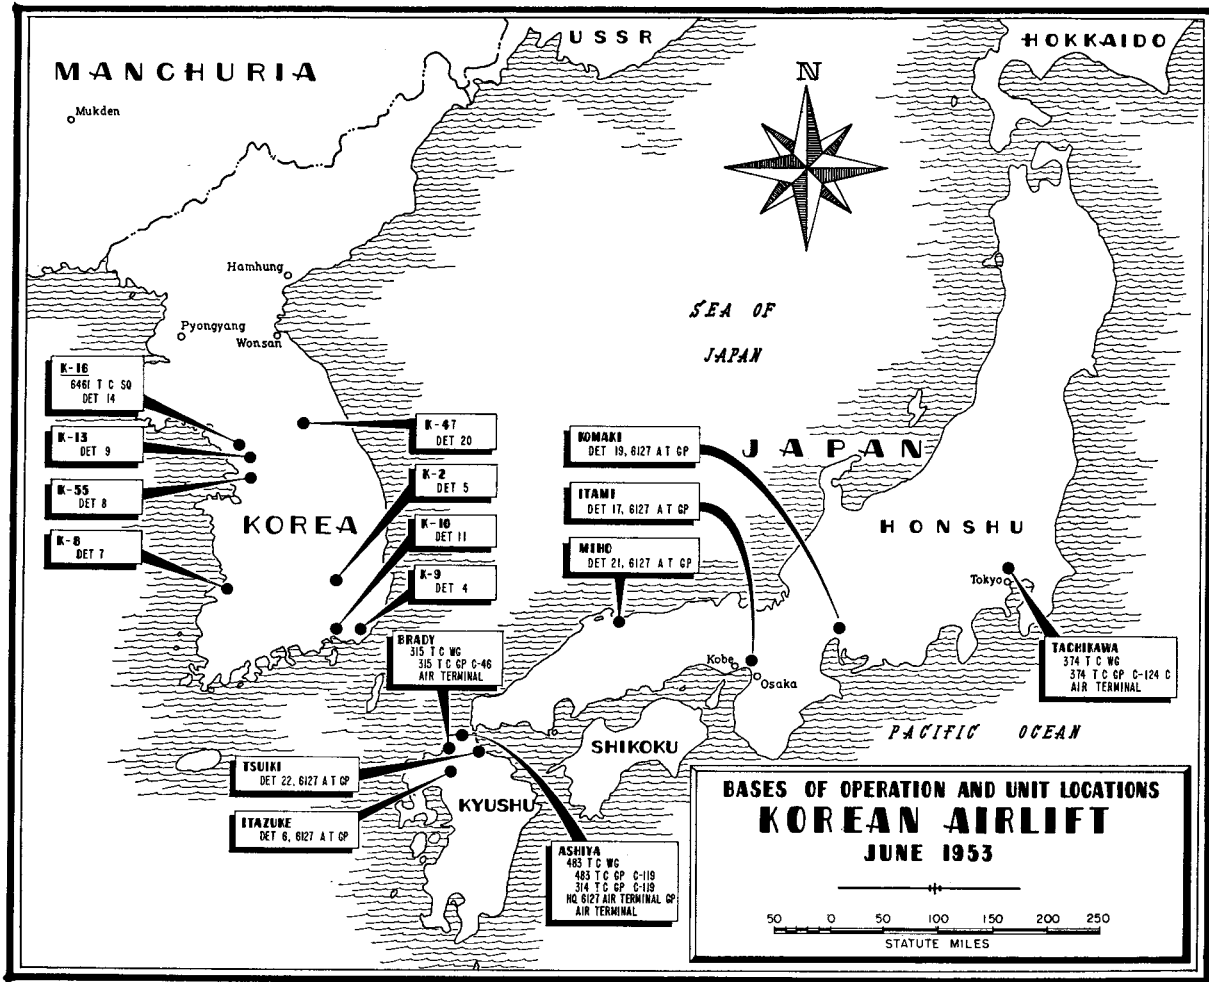 USSR
HOKKAIDO
MANCHURIA
N
Mukden
Hamhung
SEA OF
JAPAN
Pyongyang
Wonsan
K-16
6461 T C SQ
DET 14
K-13
DET 9
K-55
DET 8
K-8
DET 7
K-47
DET 20
K-2
DET 5
K-10
DET 11
K-9
DET 4
KOREA
KOMAKI
DET 19, 6127 A T GP
ITAMI
DET 17, 6127 A T GP
MIHO
DET 21, 6127 A T GP
JAPAN
HONSHU
Tokyo
BRADY
315 T C WG
315 T C GP C-46
AIR TERMINAL
Kobe
Osaka
TACHIKAWA
374 T C WG
374 T C GP C-124 C
AIR TERMINAL
PACIFIC OCEAN
SHIKOKU
TSUIKI
DET 22, 6127 A T GP
KYUSHU
ITAZUKE
DET 6, 6127 A T GP
ASHIYA
483 T C WG
483 T C GP C-119
314 T C GP C-119
HQ 6127 AIR TERMINAL GP
AIR TERMINAL
BASES OF OPERATION AND UNIT LOCATIONS
KOREAN AIRLIFT
JUNE 1953
50 0 50 100 150 200 250
STATUTE MILES